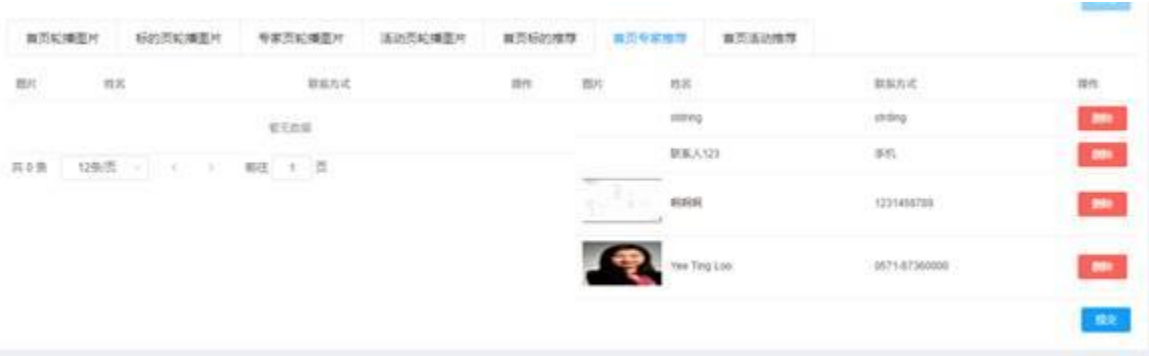 首页轮播图片 标的页轮播图片 专家页轮播图片 活动页轮播图片 首页标的推荐 首页专家推荐 首页活动推荐
图片 姓名 联系方式 操作 图片 姓名 联系方式 操作
暂无数据
string string 删除
联系人123 手机 删除
共 0 条 12条/页 前往 1 页
删除
Yee Ting Loo 0571-87360000 删除
提交